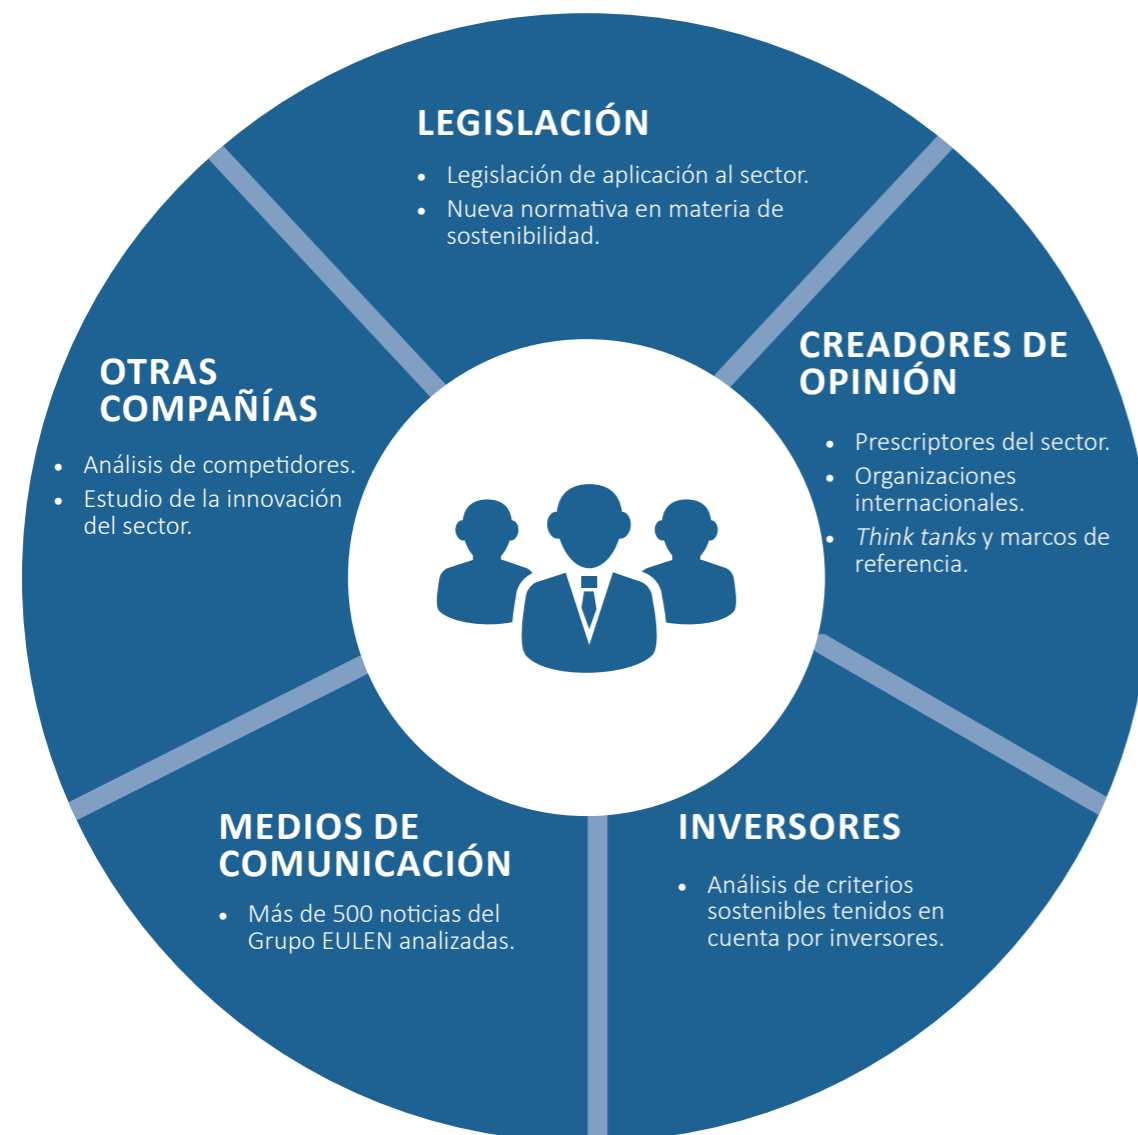 LEGISLACIÓN
• Legislación de aplicación al sector.
• Nueva normativa en materia de
sostenibilidad.
CREADORES DE
OPINIÓN
• Prescriptores del sector.
• Organizaciones
internacionales.
• Think tanks y marcos de
referencia.
INVERSORES
• Análisis de criterios
sostenibles tenidos en
cuenta por inversores.
MEDIOS DE
COMUNICACIÓN
• Más de 500 noticias del
Grupo EULEN analizadas.
OTRAS
COMPAÑÍAS
• Análisis de competidores.
• Estudio de la innovación
del sector.